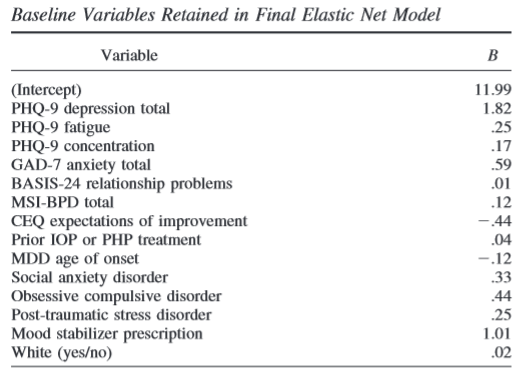 Baseline Variables Retained in Final Elastic Net Model
Variable B
(Intercept) 11.99
PHQ-9 depression total 1.82
PHQ-9 fatigue .25
PHQ-9 concentration .17
GAD-7 anxiety total .59
BASIS-24 relationship problems .01
MSI-BPD total .12
CEQ expectations of improvement −.44
Prior IOP or PHP treatment .04
MDD age of onset −.12
Social anxiety disorder .33
Obsessive compulsive disorder .44
Post-traumatic stress disorder .25
Mood stabilizer prescription 1.01
White (yes/no) .02